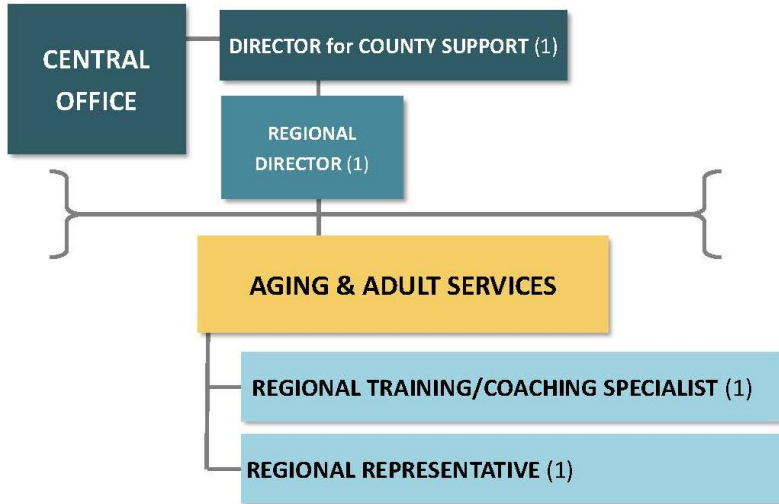 CENTRAL
OFFICE
DIRECTOR for COUNTY SUPPORT (1)
REGIONAL
DIRECTOR (1)
AGING & ADULT SERVICES
REGIONAL TRAINING/COACHING SPECIALIST (1)
REGIONAL REPRESENTATIVE (1)